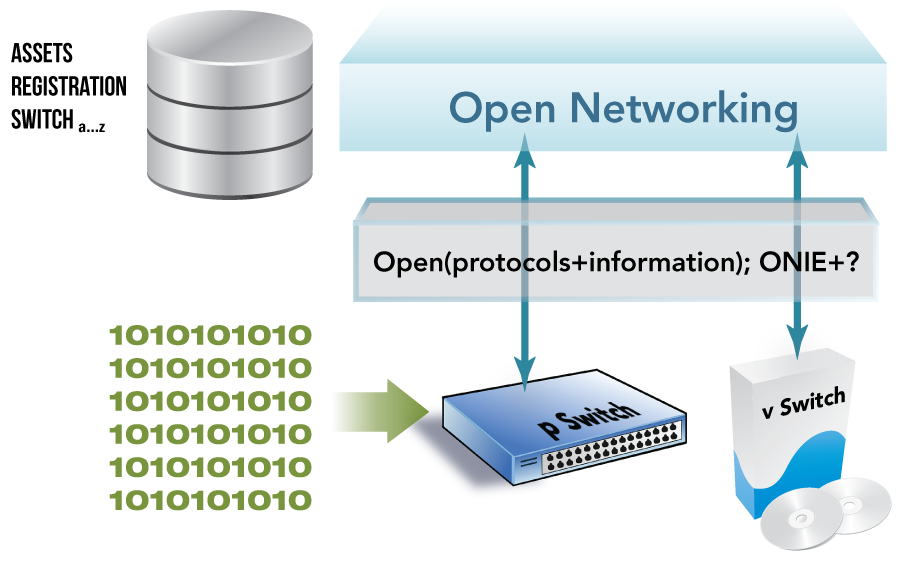 ASSETS
REGISTRATION
SWITCH a...z
Open Networking
Open(protocols+information); ONIE+?
1010101010
1010101010
1010101010
1010101010
1010101010
1010101010
p Switch
v Switch